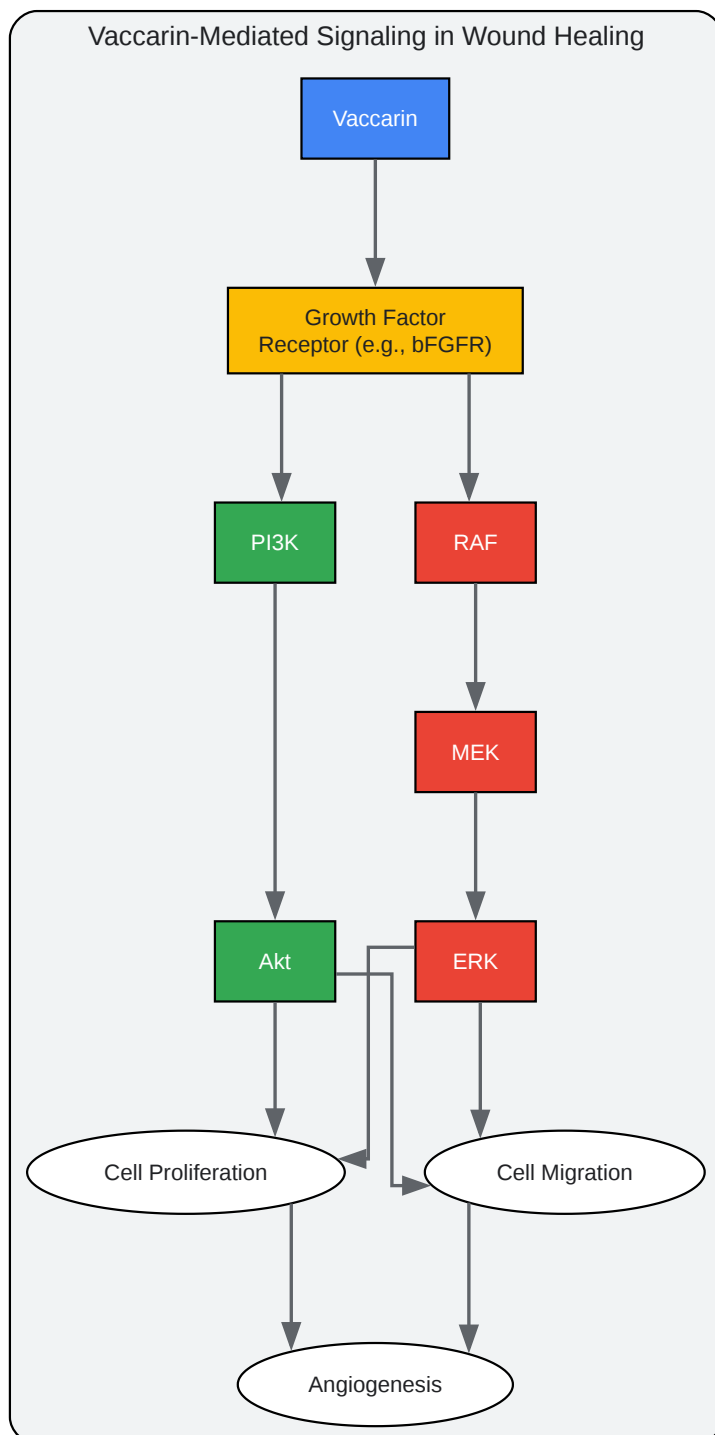 Vaccarin-Mediated Signaling in Wound Healing
Vaccarin
Growth Factor
Receptor (e.g., bFGFR)
PI3K
RAF
MEK
Akt
ERK
Cell Proliferation
Cell Migration
Angiogenesis